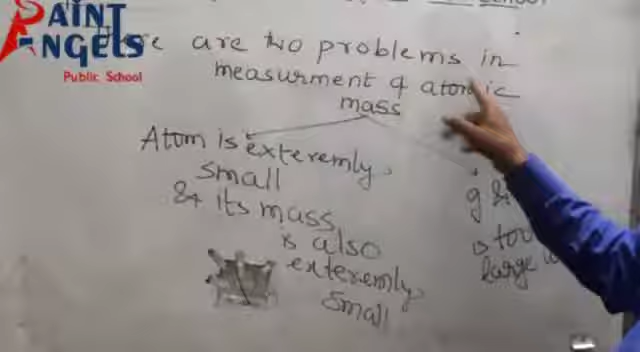 SAINT
ANGELS
Public School
There are two problems in
measurment of atomic
mass
Atom is exteremly
small
& its mass
is also
exteremly
small
g &
is too
large